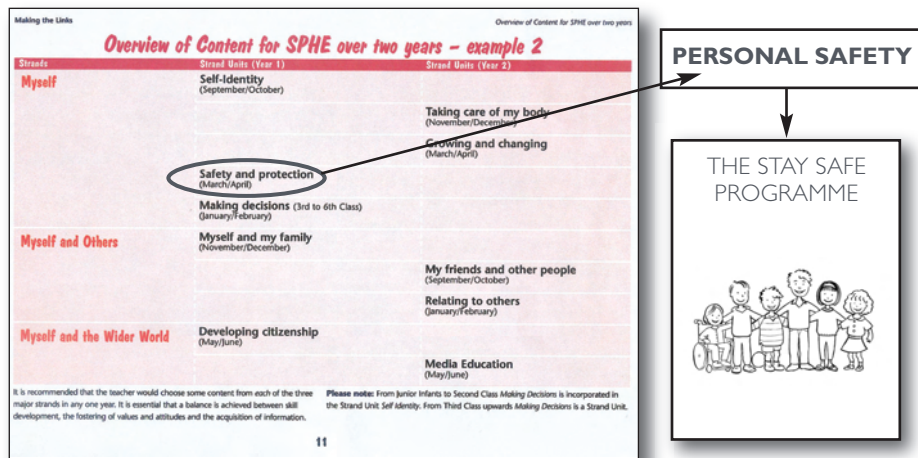 Making the Links
Overview of Content for SPHE over two years
Overview of Content for SPHE over two years – example 2
Strands Strand Units (Year 1) Strand Units (Year 2)
Myself
Self-Identity
(September/October)
Taking care of my body
(November/December)
Growing and changing
(March/April)
Safety and protection
(March/April)
Making decisions (3rd to 6th Class)
(January/February)
Myself and Others
Myself and my family
(November/December)
My friends and other people
(September/October)
Relating to others
(January/February)
Myself and the Wider World
Developing citizenship
(May/June)
Media Education
(May/June)
It is recommended that the teacher would choose some content from each of the three
major strands in any one year. It is essential that a balance is achieved between skill
development, the fostering of values and attitudes and the acquisition of information.
Please note: From Junior Infants to Second Class Making Decisions is incorporated in
the Strand Unit Self Identity. From Third Class upwards Making Decisions is a Strand Unit.
11
PERSONAL SAFETY
THE STAY SAFE
PROGRAMME